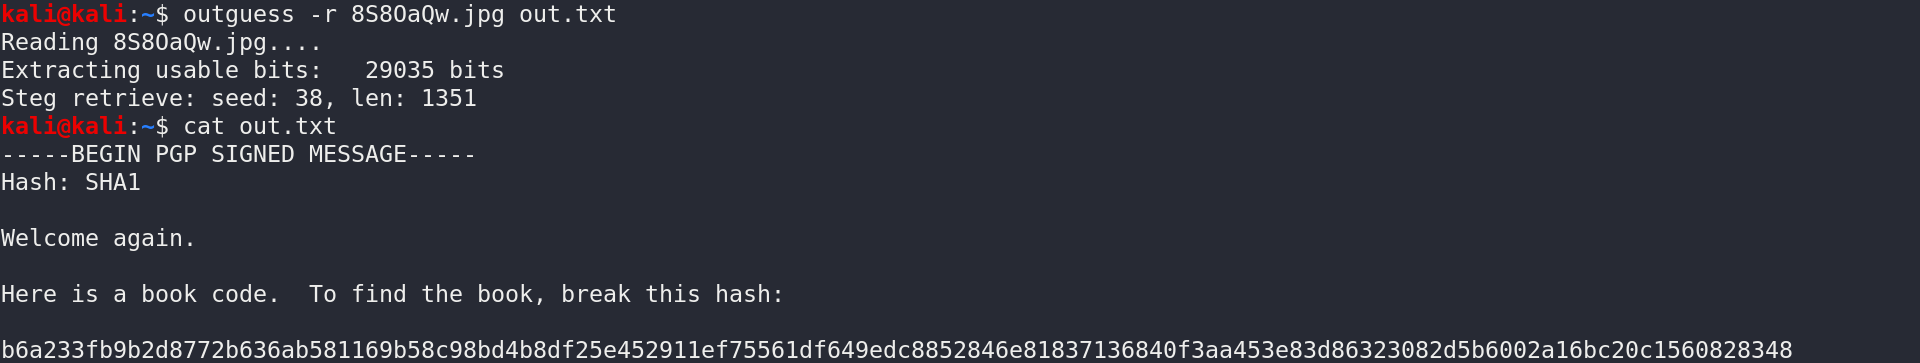 kali@kali:~$ outguess -r 8S8OaQw.jpg out.txt
Reading 8S8OaQw.jpg....
Extracting usable bits:   29035 bits
Steg retrieve: seed: 38, len: 1351
kali@kali:~$ cat out.txt
-----BEGIN PGP SIGNED MESSAGE-----
Hash: SHA1
Welcome again.
Here is a book code.  To find the book, break this hash:
b6a233fb9b2d8772b636ab581169b58c98bd4b8df25e452911ef75561df649edc8852846e81837136840f3aa453e83d86323082d5b6002a16bc20c1560828348